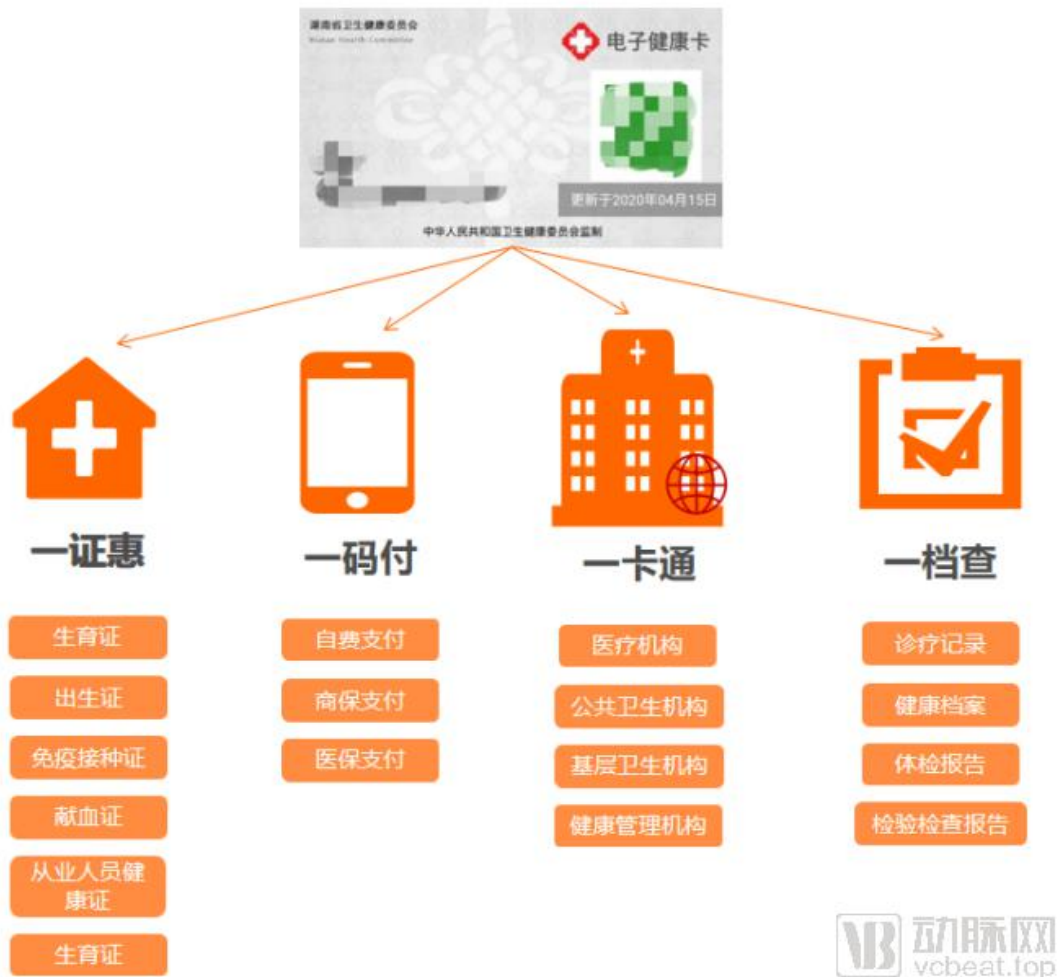 湖南省卫生健康委员会
Hunan Health Committee
电子健康卡
更新于2020年04月15日
中华人民共和国卫生健康委员会监制
一证惠
一码付
一卡通
一档查
生育证
出生证
免疫接种证
献血证
从业人员健
康证
生育证
自费支付
商保支付
医保支付
医疗机构
公共卫生机构
基层卫生机构
健康管理机构
诊疗记录
健康档案
体检报告
检验检查报告
VB 动脉网
vcbeat.top